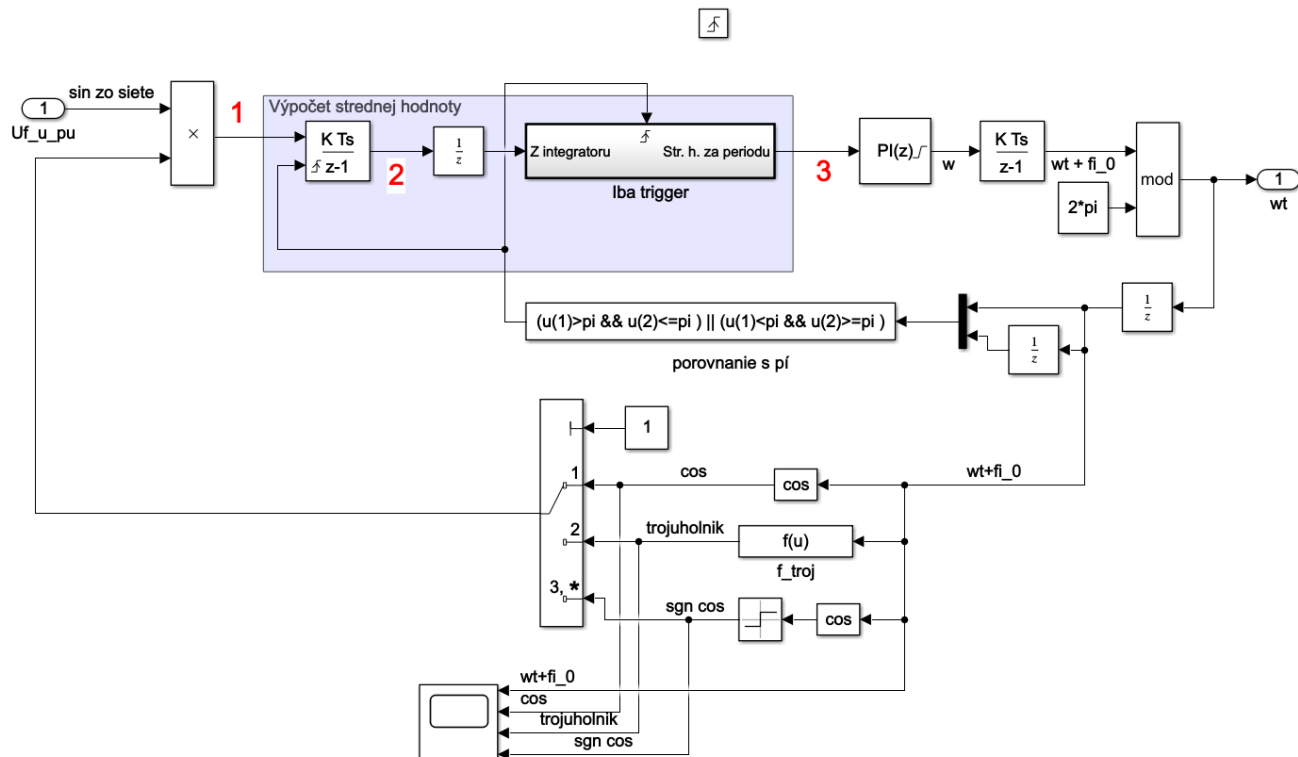 sin zo siete
1
Uf_u_pu
×
1
Výpočet strednej hodnoty
K Ts
z-1
2
1
z
Z integratoru
Str. h. za periodu
Iba trigger
3
PI(z)
w
K Ts
z-1
wt + fi_0
2*pi
mod
1
wt
1
z
1
z
(u(1)>pi && u(2)<=pi ) || (u(1)<pi && u(2)>=pi )
porovnanie s pí
1
1
cos
cos
wt+fi_0
2
trojuholnik
f(u)
f_troj
3, *
sgn cos
cos
wt+fi_0
cos
trojuholnik
sgn cos